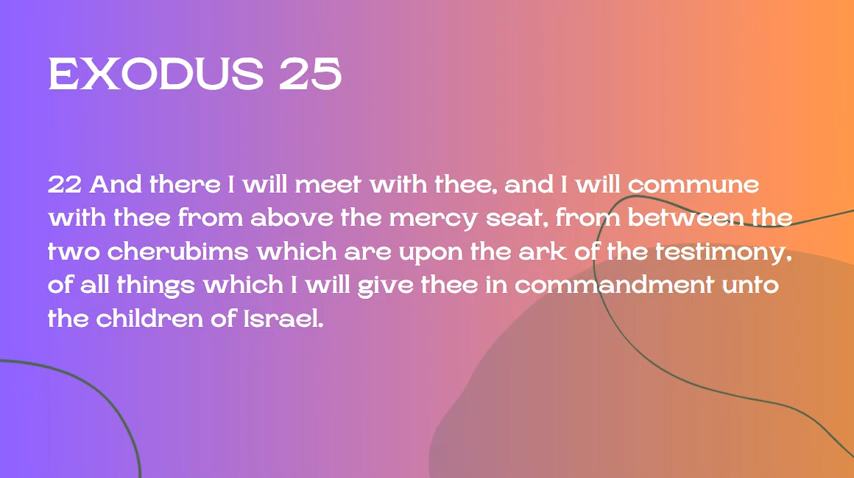 EXODUS 25
22 And there I will meet with thee, and I will commune
with thee from above the mercy seat, from between the
two cherubims which are upon the ark of the testimony,
of all things which I will give thee in commandment unto
the children of Israel.